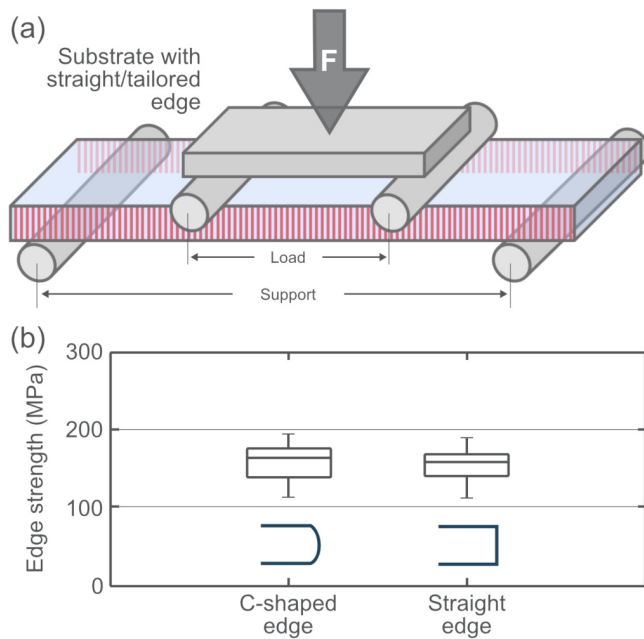 (a)
Substrate with
straight/tailored
edge
F
Load
Support
(b)
Edge strength (MPa)
300
200
100
0
C-shaped
edge
Straight
edge